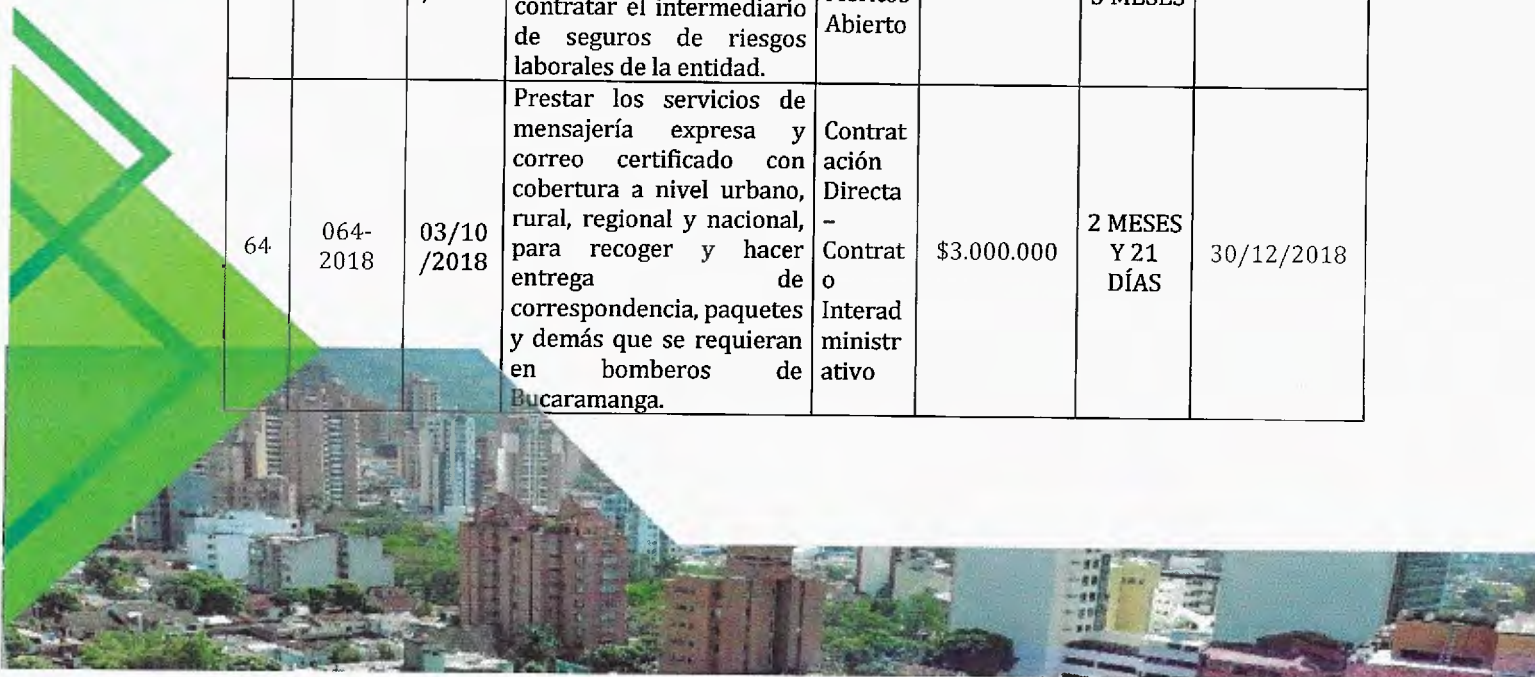 contratar el intermediario
de seguros de riesgos
laborales de la entidad.
Abierto
64
064-
2018
03/10
/2018
Prestar los servicios de
mensajería expresa y
correo certificado con
cobertura a nivel urbano,
rural, regional y nacional,
para recoger y hacer
entrega de
correspondencia, paquetes
y demás que se requieran
en bomberos de
Bucaramanga.
Contrat
ación
Directa
–
Contrat
o
Interad
ministr
ativo
$3.000.000
2 MESES
Y 21
DÍAS
30/12/2018